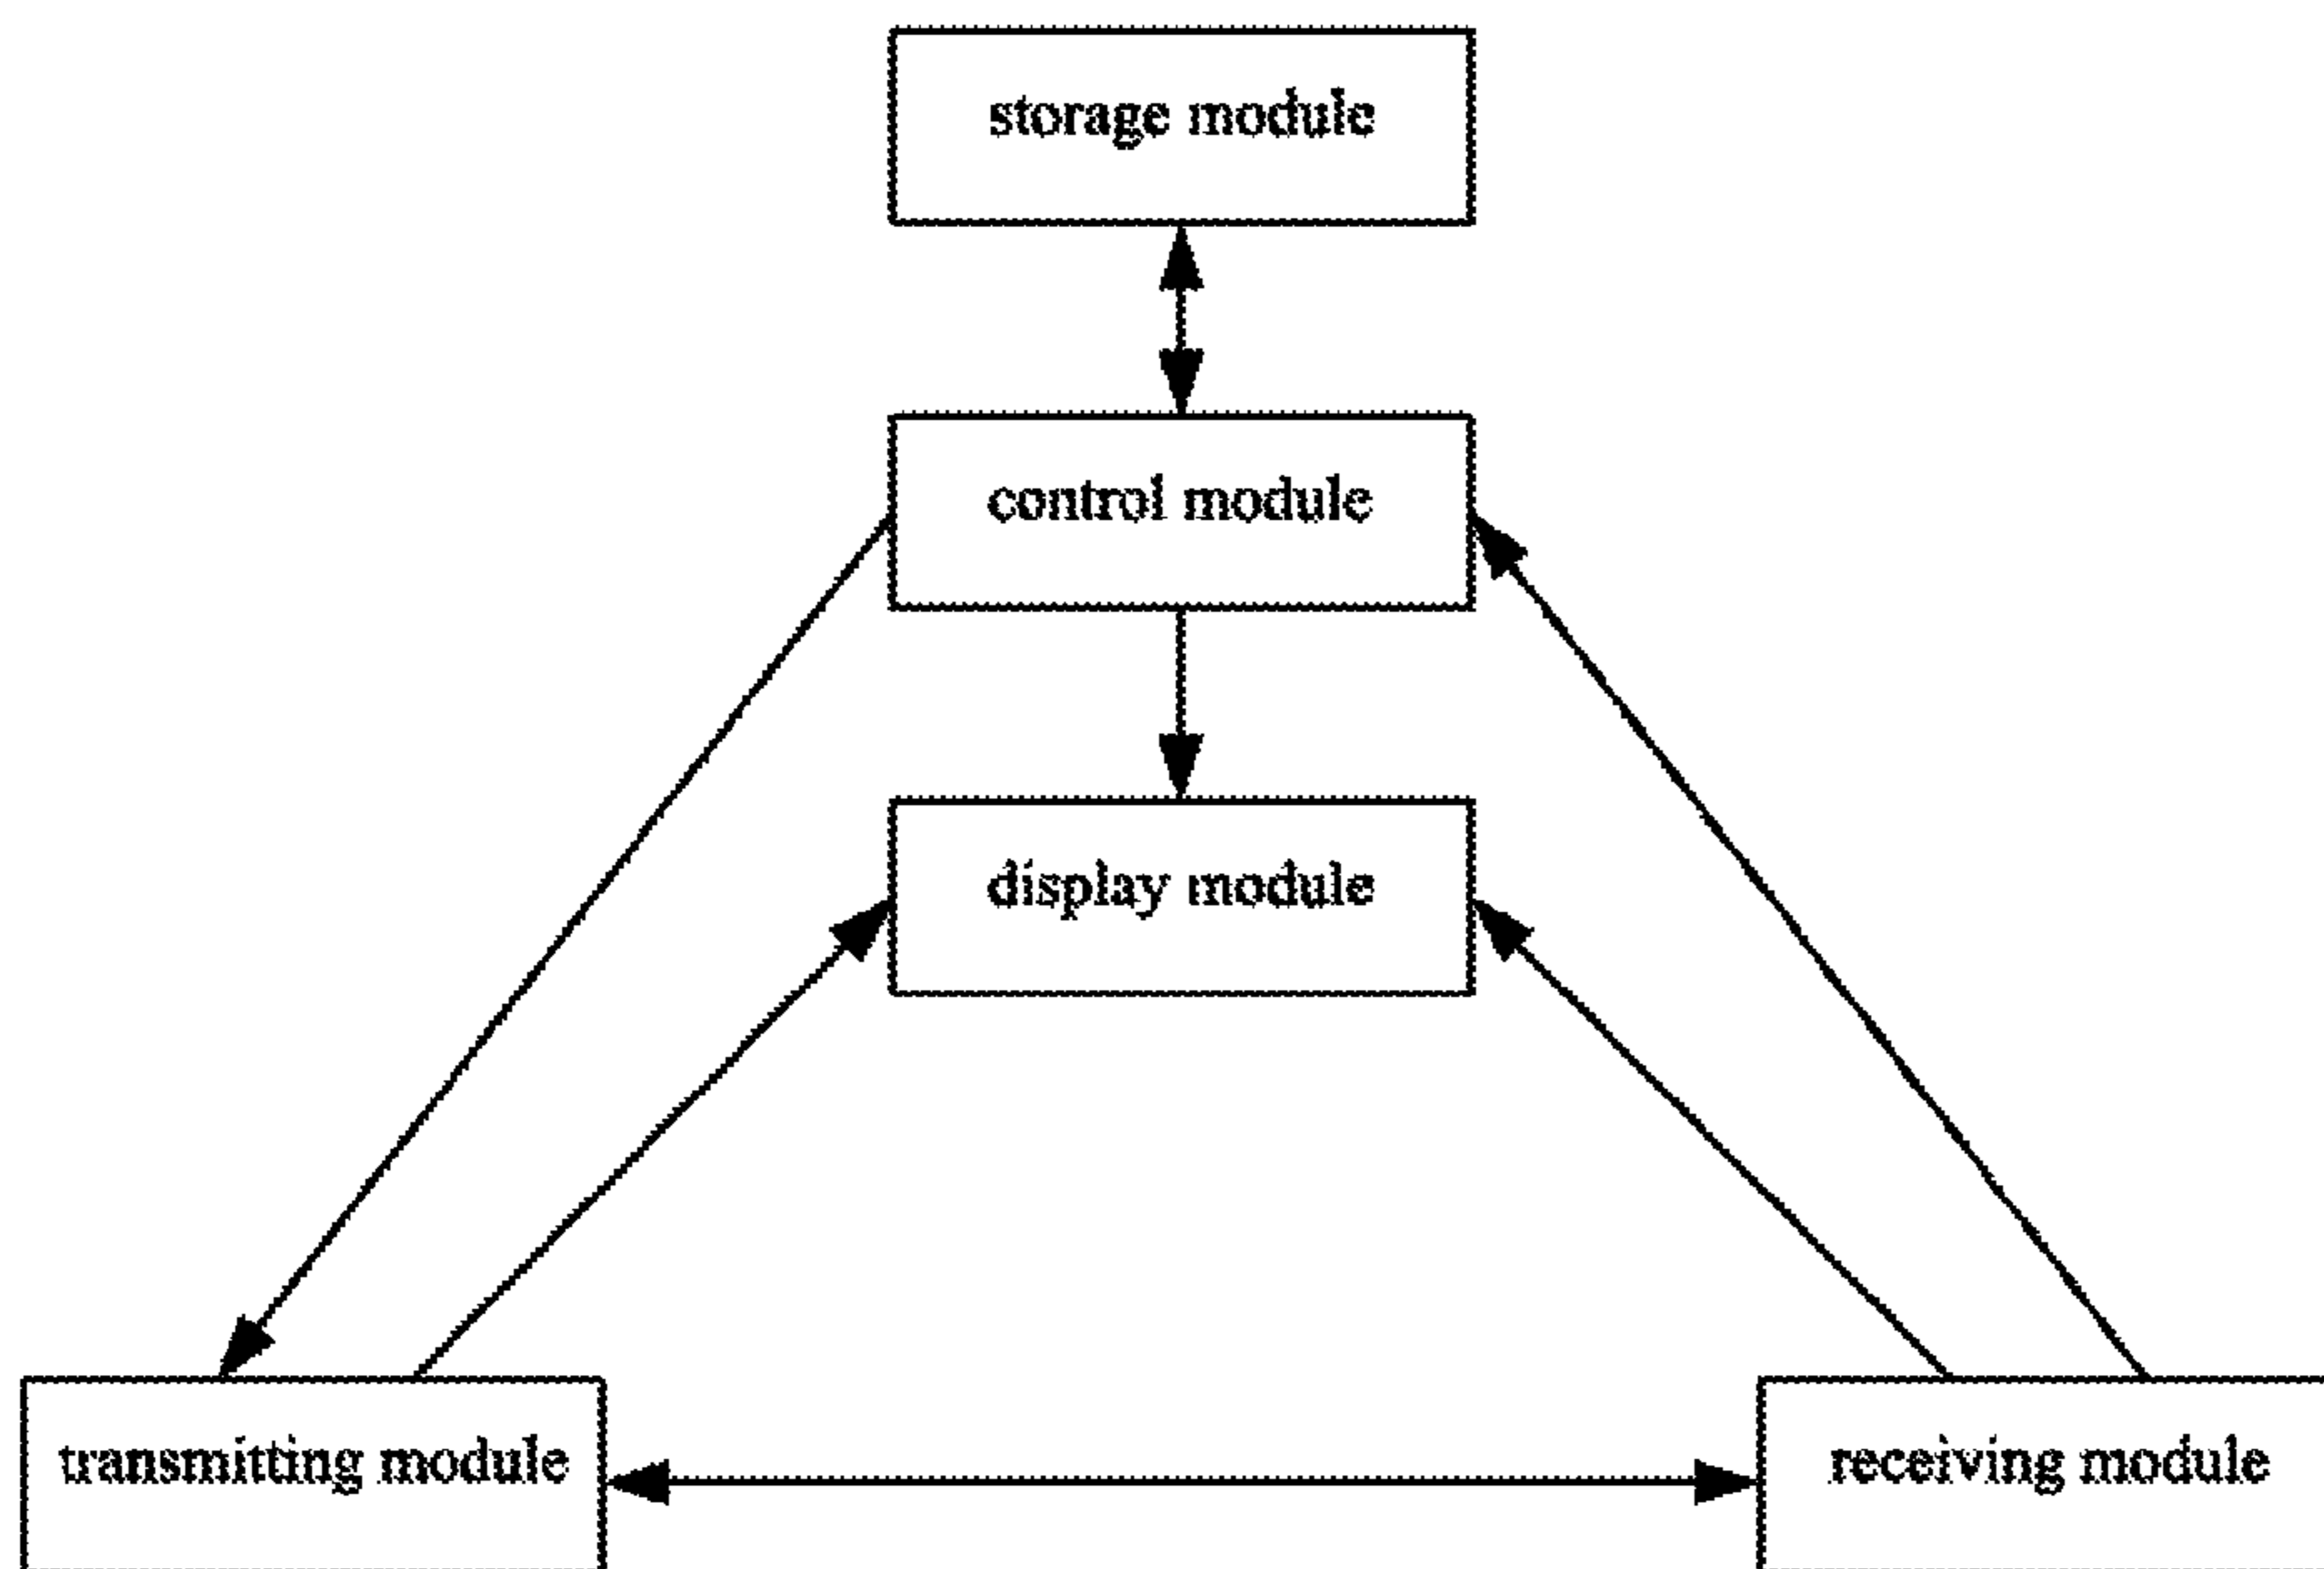 storage module
control module
display module
transmitting module
receiving module